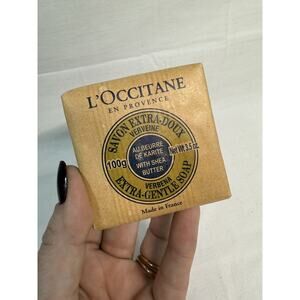 L'OCCITANE
EN PROVENCE
SAVON EXTRA-DOUX
VERVEINE
100g
AU BEURRE
DE KARITE
WITH SHEA
BUTTER
Net Wt. 3.5 oz.
VERBENA
EXTRA-GENTLE SOAP
Made in France